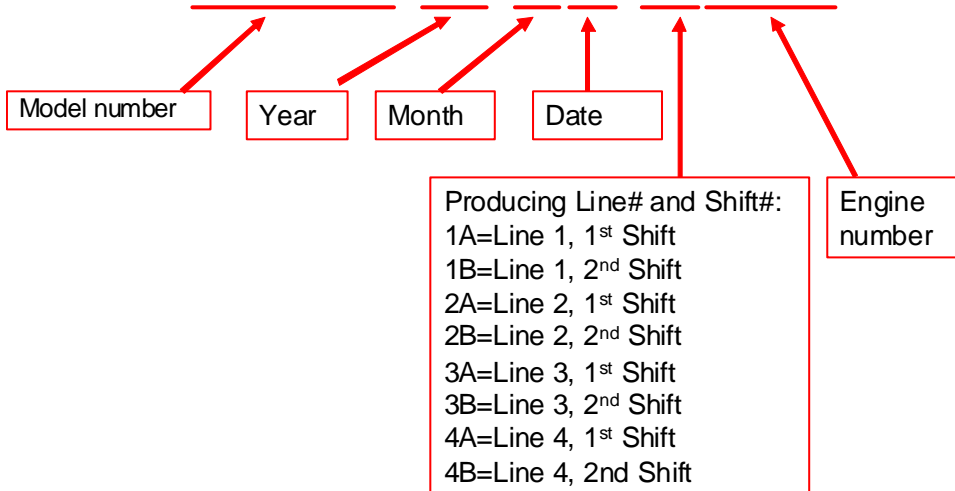 Model number
Year
Month
Date
Producing Line# and Shift#:
1A=Line 1, 1st Shift
1B=Line 1, 2nd Shift
2A=Line 2, 1st Shift
2B=Line 2, 2nd Shift
3A=Line 3, 1st Shift
3B=Line 3, 2nd Shift
4A=Line 4, 1st Shift
4B=Line 4, 2nd Shift
Engine
number